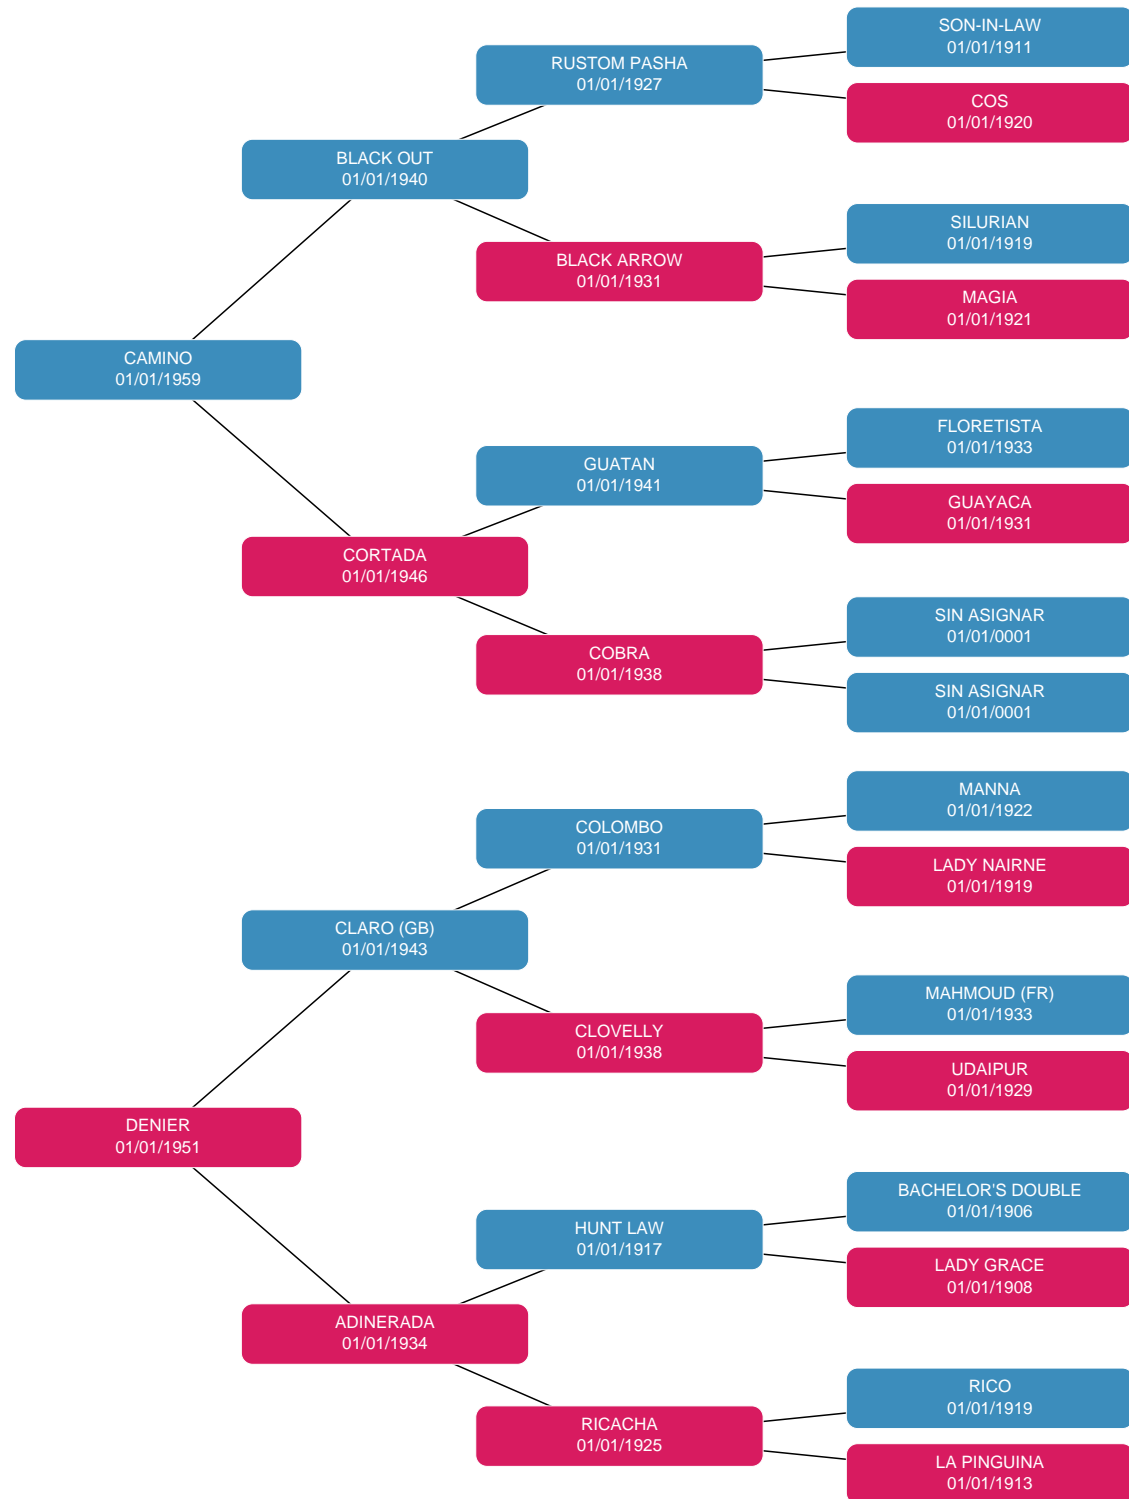 SON-IN-LAW
01/01/1911
RUSTOM PASHA
01/01/1927
COS
01/01/1920
BLACK OUT
01/01/1940
SILURIAN
01/01/1919
BLACK ARROW
01/01/1931
MAGIA
01/01/1921
CAMINO
01/01/1959
FLORETISTA
01/01/1933
GUATAN
01/01/1941
GUAYACA
01/01/1931
CORTADA
01/01/1946
SIN ASIGNAR
01/01/0001
COBRA
01/01/1938
SIN ASIGNAR
01/01/0001
MANNA
01/01/1922
COLOMBO
01/01/1931
LADY NAIRNE
01/01/1919
CLARO (GB)
01/01/1943
MAHMOUD (FR)
01/01/1933
CLOVELLY
01/01/1938
UDAIPUR
01/01/1929
DENIER
01/01/1951
BACHELOR'S DOUBLE
01/01/1906
HUNT LAW
01/01/1917
LADY GRACE
01/01/1908
ADINERADA
01/01/1934
RICO
01/01/1919
RICACHA
01/01/1925
LA PINGUINA
01/01/1913